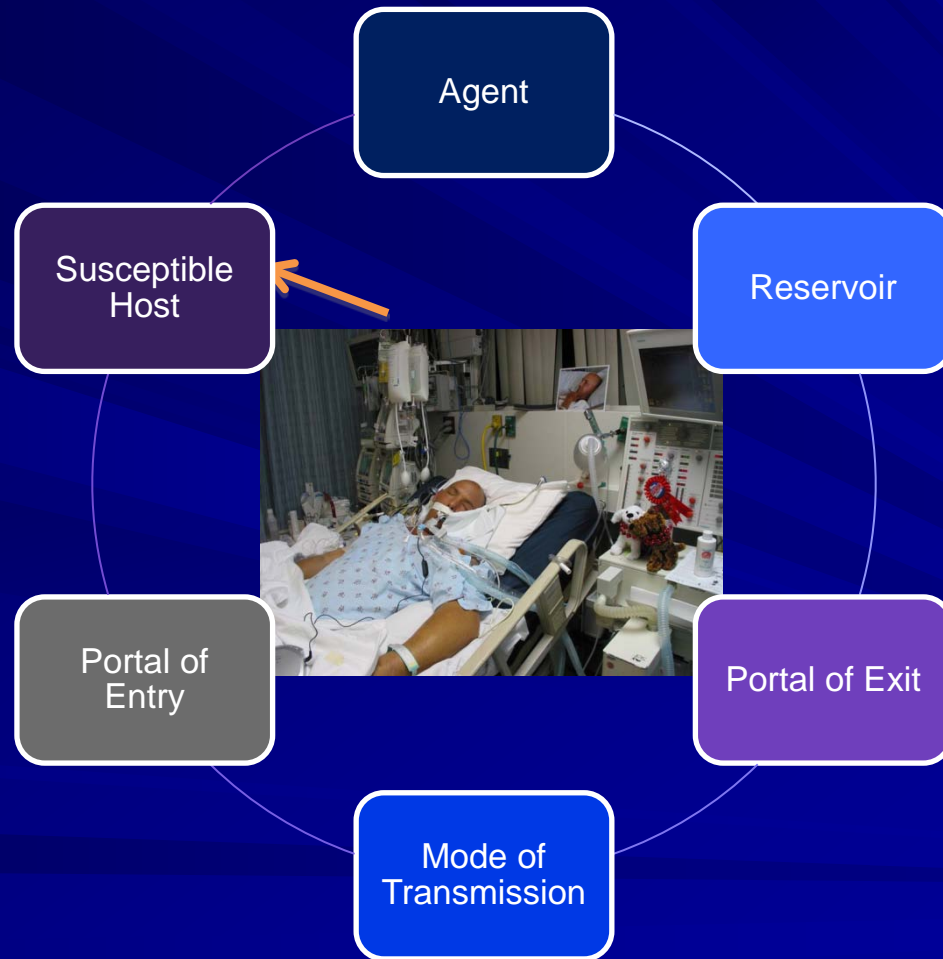 Agent
Reservoir
Portal of Exit
Mode of
Transmission
Portal of
Entry
Susceptible
Host